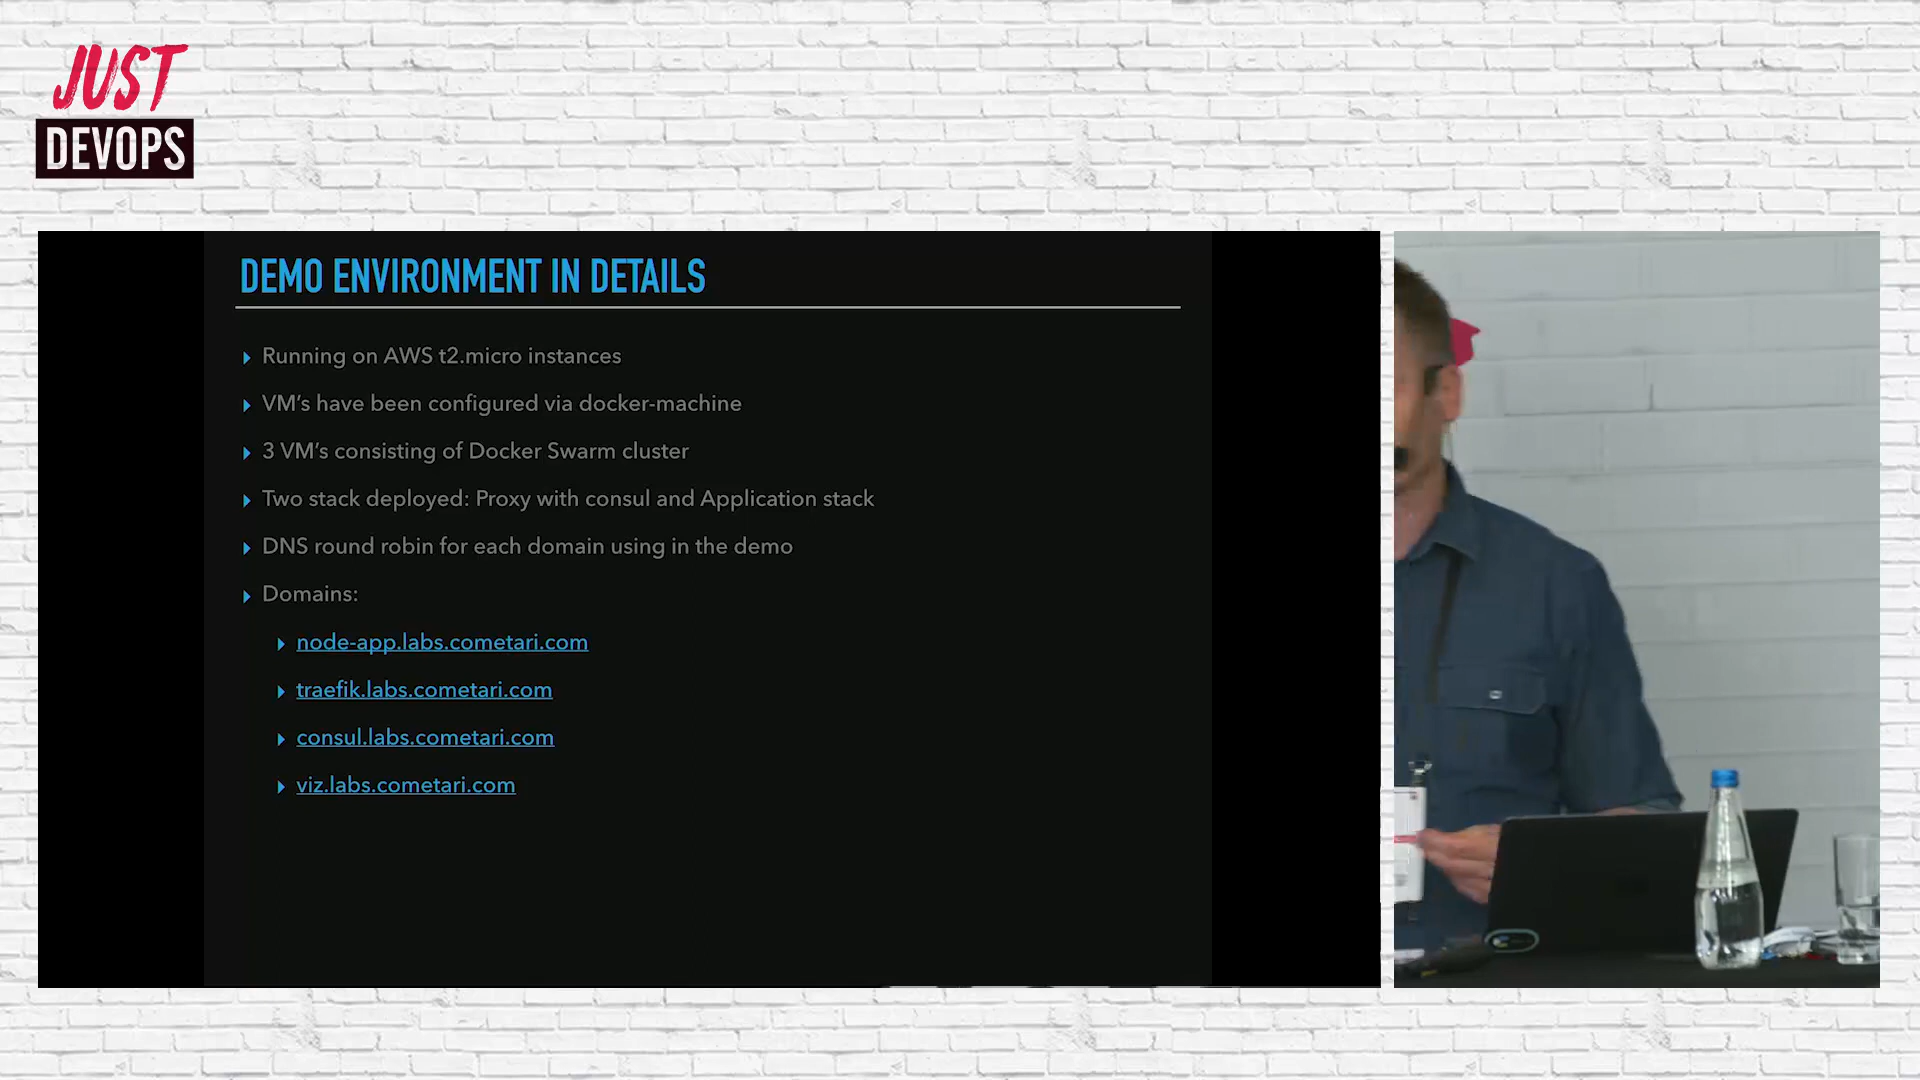 JUST
DEVOPS
DEMO ENVIRONMENT IN DETAILS
Running on AWS t2.micro instances
VM's have been configured via docker-machine
3 VM's consisting of Docker Swarm cluster
Two stack deployed: Proxy with consul and Application stack
DNS round robin for each domain using in the demo
Domains:
node-app.labs.cometari.com
traefik.labs.cometari.com
consul.labs.cometari.com
viz.labs.cometari.com